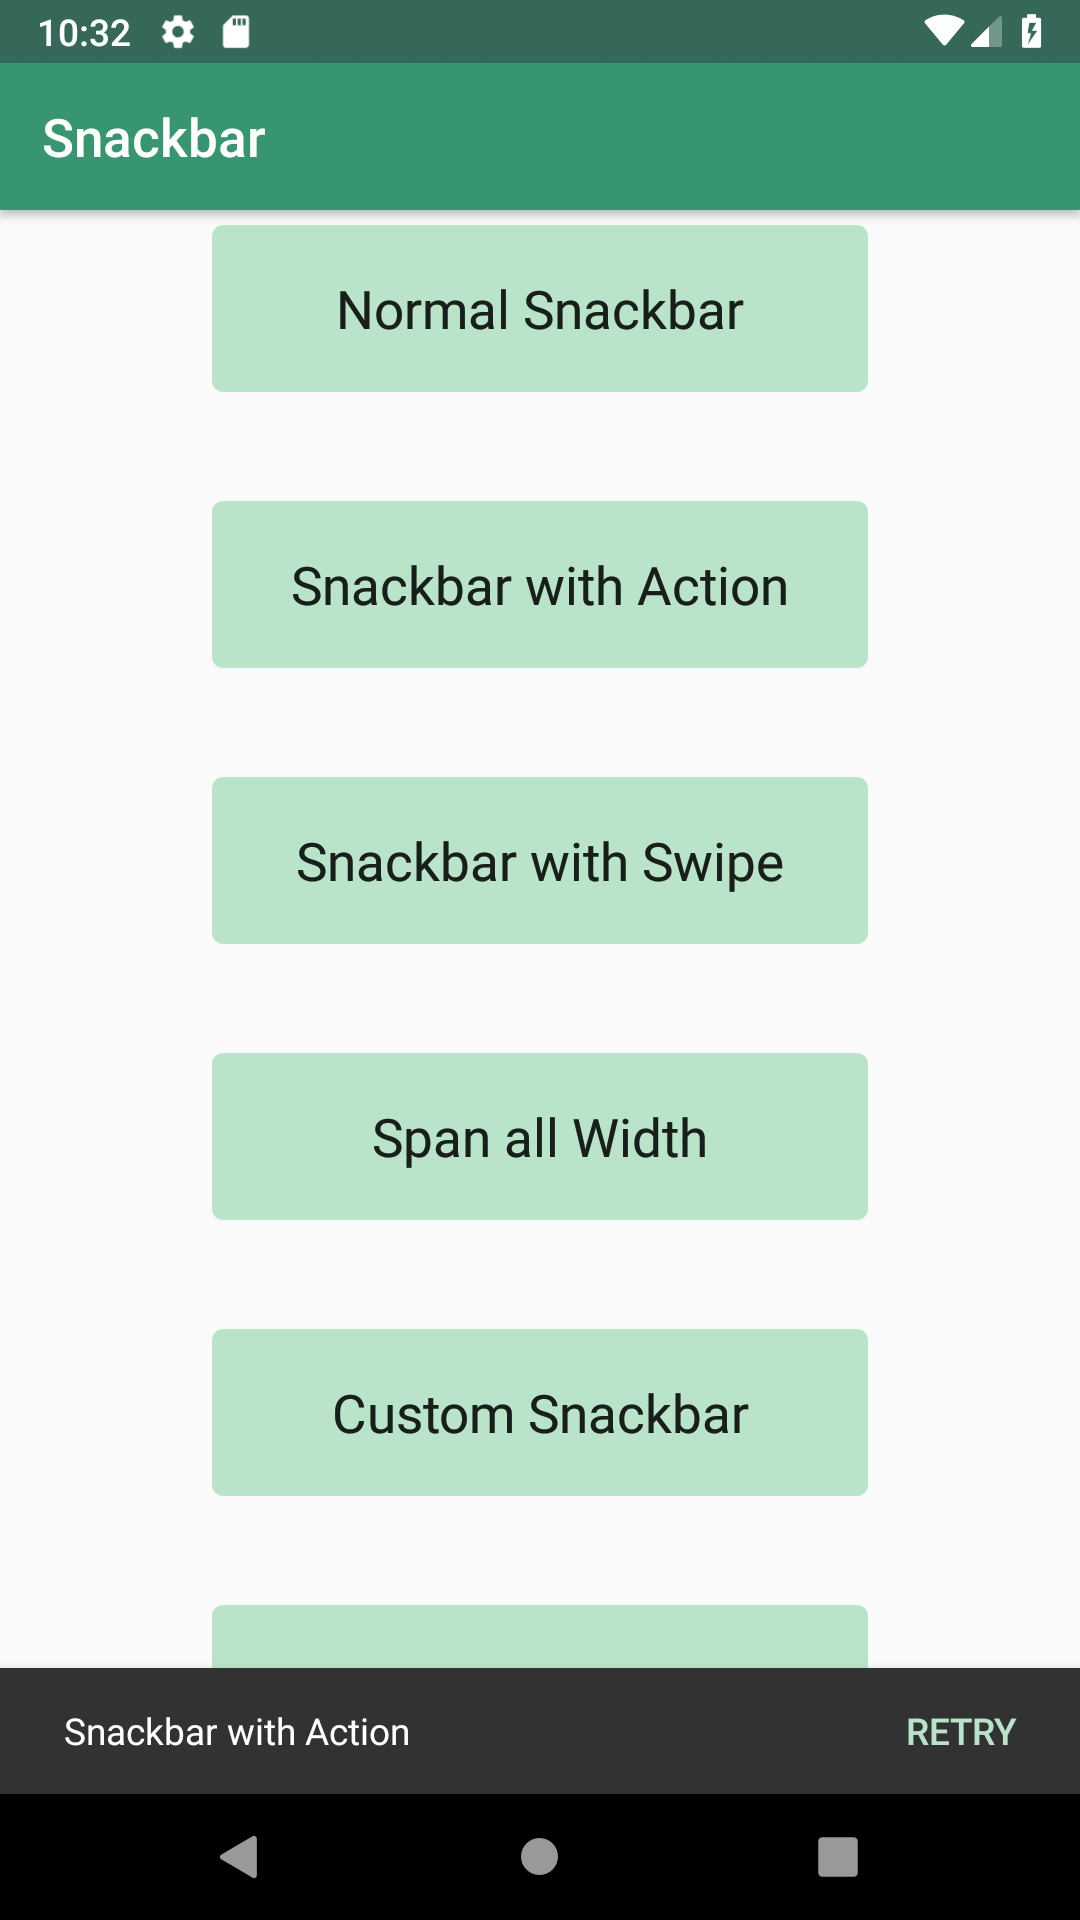 10:32
Snackbar
Normal Snackbar
Snackbar with Action
Snackbar with Swipe
Span all Width
Custom Snackbar
Snackbar with Action RETRY